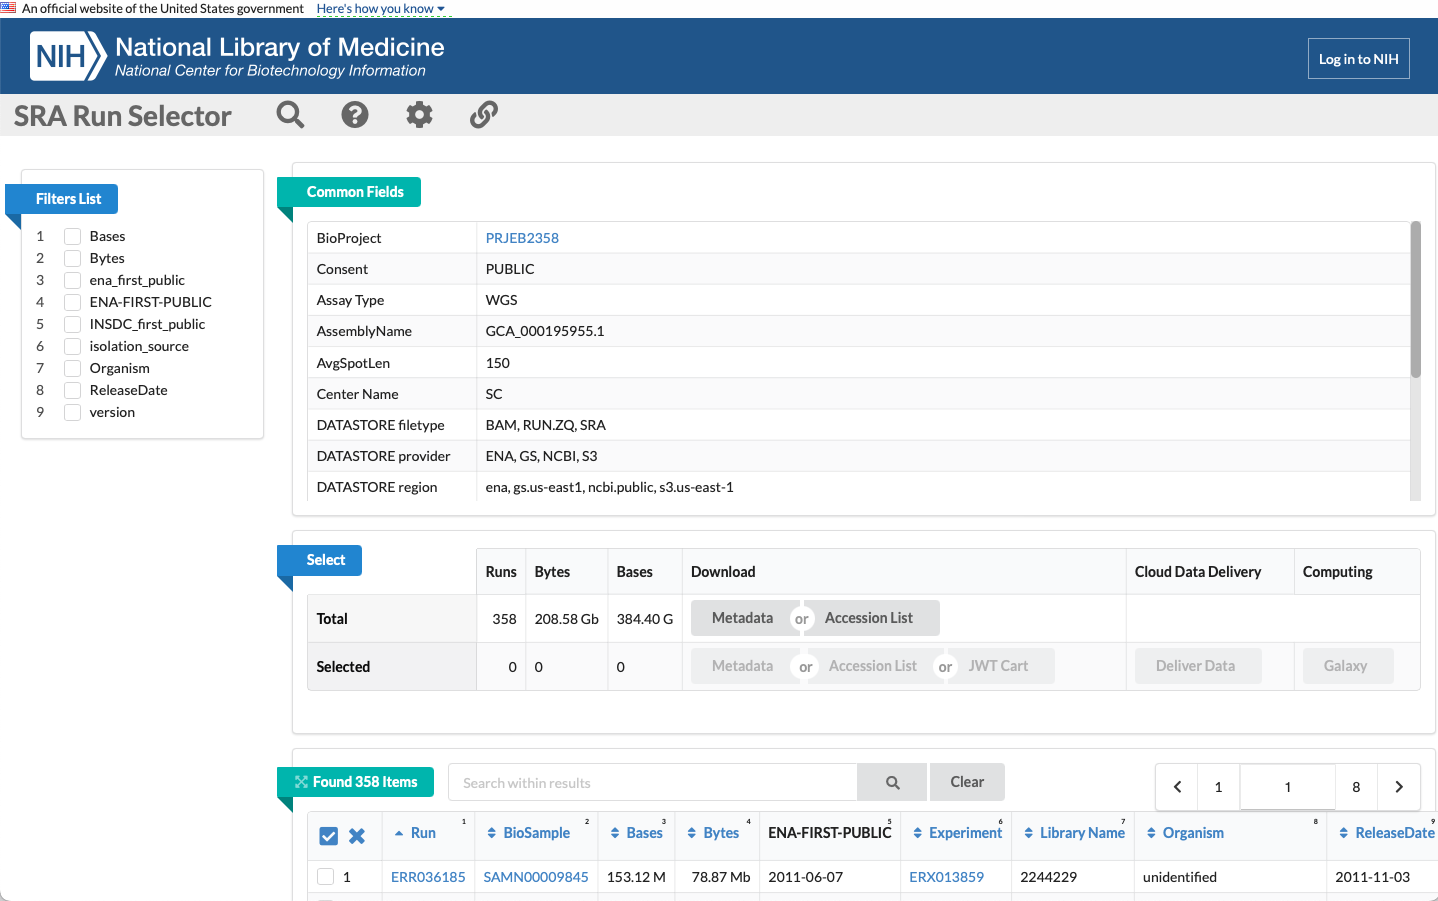 An official website of the United States government Here's how you know
NIH National Library of Medicine
National Center for Biotechnology Information
Log in to NIH
SRA Run Selector
Filters List
1 Bases
2 Bytes
3 ena_first_public
4 ENA-FIRST-PUBLIC
5 INSDC_first_public
6 isolation_source
7 Organism
8 ReleaseDate
9 version
Common Fields
BioProject PRJEB2358
Consent PUBLIC
Assay Type WGS
AssemblyName GCA_000195955.1
AvgSpotLen 150
Center Name SC
DATASTORE filetype BAM, RUN.ZQ, SRA
DATASTORE provider ENA, GS, NCBI, S3
DATASTORE region ena, gs.us-east1, ncbi.public, s3.us-east-1
Select
Runs Bytes Bases Download Cloud Data Delivery Computing
Total 358 208.58 Gb 384.40 G Metadata or Accession List
Selected 0 0 0 Metadata or Accession List or JWT Cart Deliver Data Galaxy
Found 358 Items Search within results Clear 1 1 8
Run 1 BioSample 2 Bases 3 Bytes 4 ENA-FIRST-PUBLIC 5 Experiment 6 Library Name 7 Organism 8 ReleaseDate 9
1 ERR036185 SAMN00009845 153.12 M 78.87 Mb 2011-06-07 ERX013859 2244229 unidentified 2011-11-03